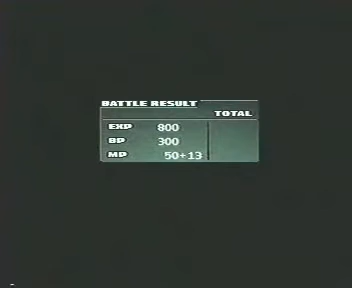 BATTLE RESULT
TOTAL
EXP 800
BP 300
MP 50+13